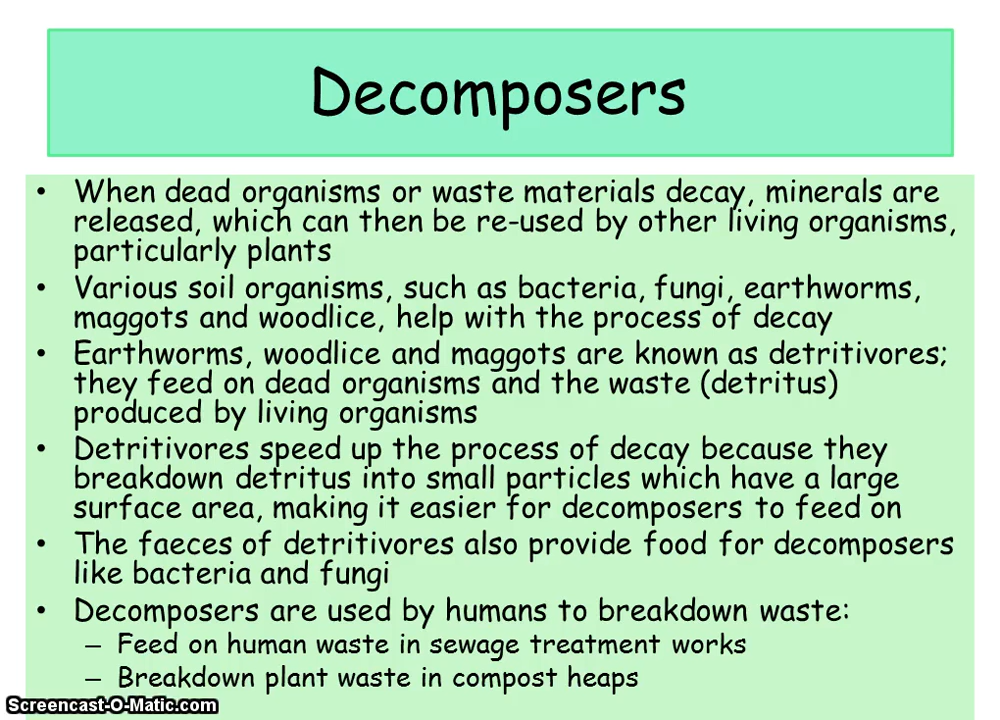 Decomposers
• When dead organisms or waste materials decay, minerals are
released, which can then be re-used by other living organisms,
particularly plants
• Various soil organisms, such as bacteria, fungi, earthworms,
maggots and woodlice, help with the process of decay
• Earthworms, woodlice and maggots are known as detritivores;
they feed on dead organisms and the waste (detritus)
produced by living organisms
• Detritivores speed up the process of decay because they
breakdown detritus into small particles which have a large
surface area, making it easier for decomposers to feed on
• The faeces of detritivores also provide food for decomposers
like bacteria and fungi
• Decomposers are used by humans to breakdown waste:
– Feed on human waste in sewage treatment works
– Breakdown plant waste in compost heaps
Screencast-O-Matic.com